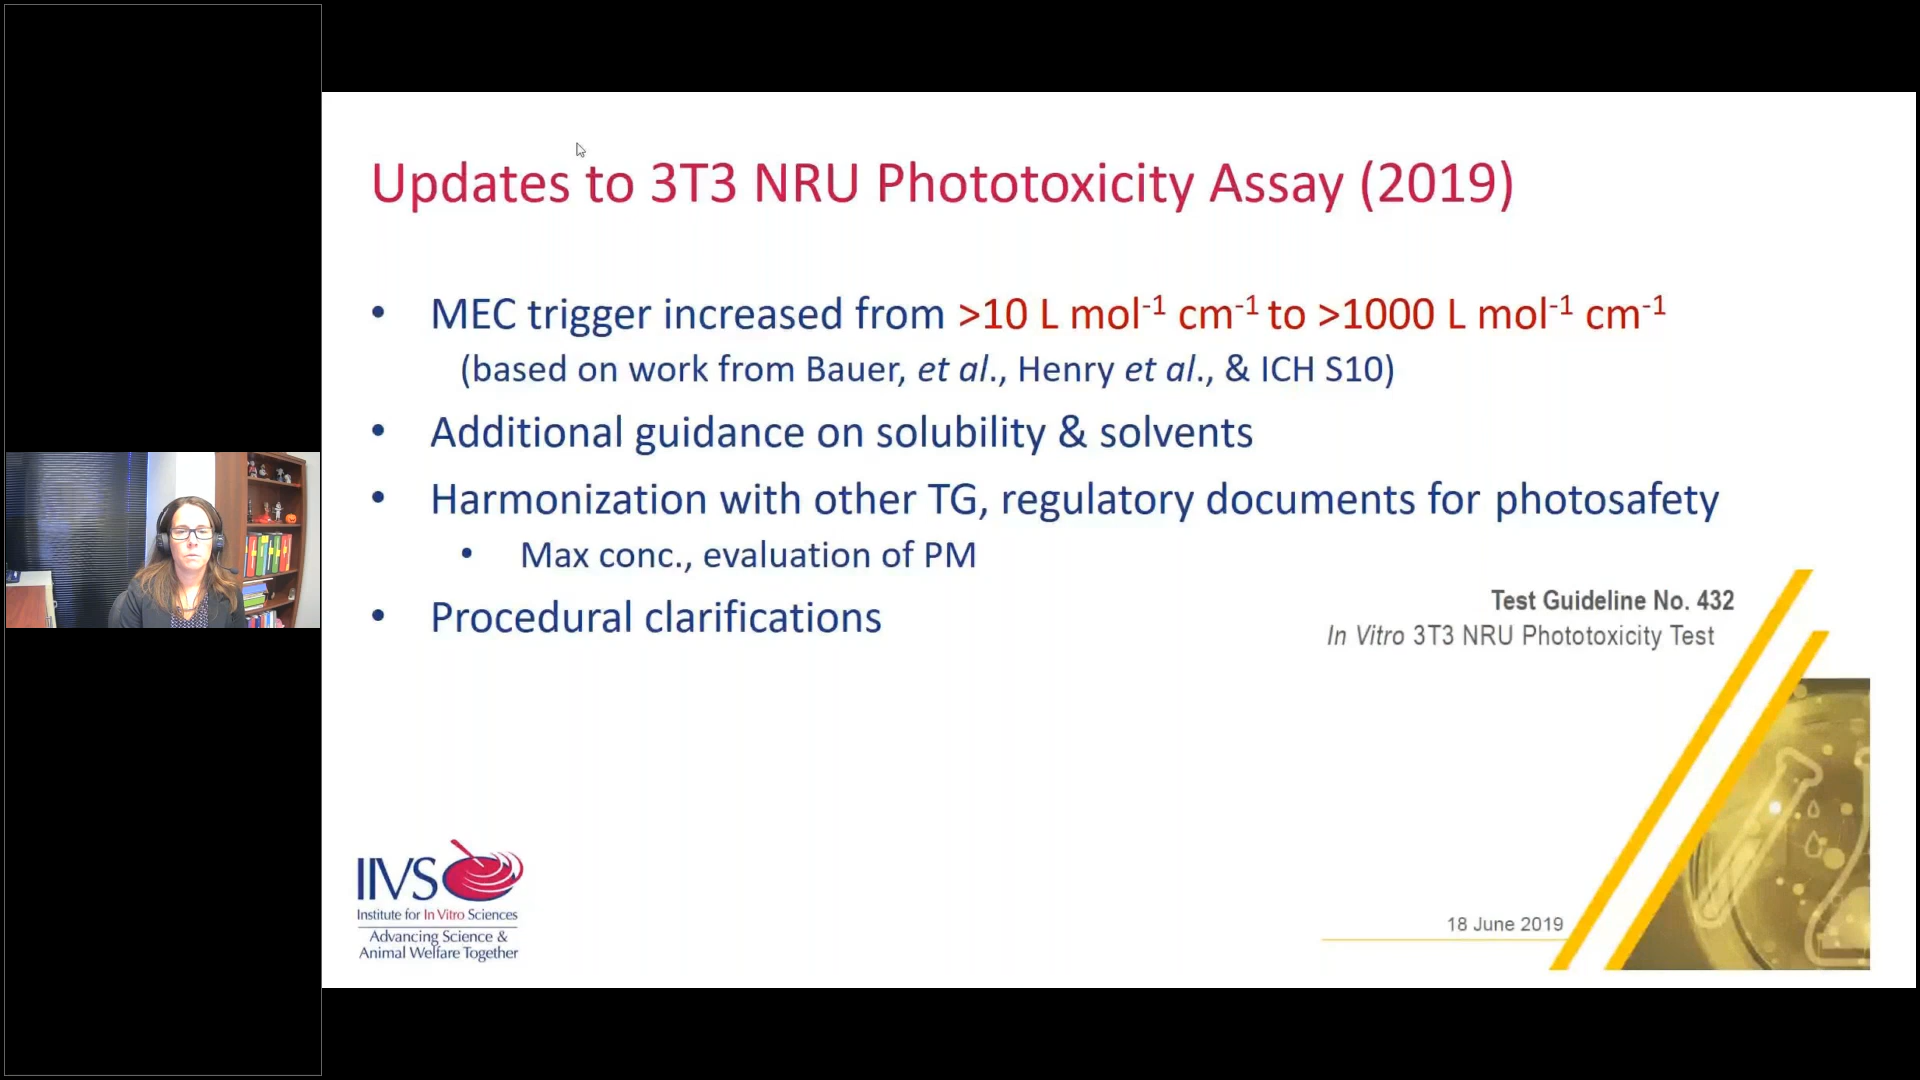 Updates to 3T3 NRU Phototoxicity Assay (2019)
• MEC trigger increased from >10 L mol⁻¹ cm⁻¹ to >1000 L mol⁻¹ cm⁻¹
(based on work from Bauer, et al., Henry et al., & ICH S10)
• Additional guidance on solubility & solvents
• Harmonization with other TG, regulatory documents for photosafety
• Max conc., evaluation of PM
• Procedural clarifications
Test Guideline No. 432
In Vitro 3T3 NRU Phototoxicity Test
18 June 2019
IIVS
Institute for In Vitro Sciences
Advancing Science &
Animal Welfare Together